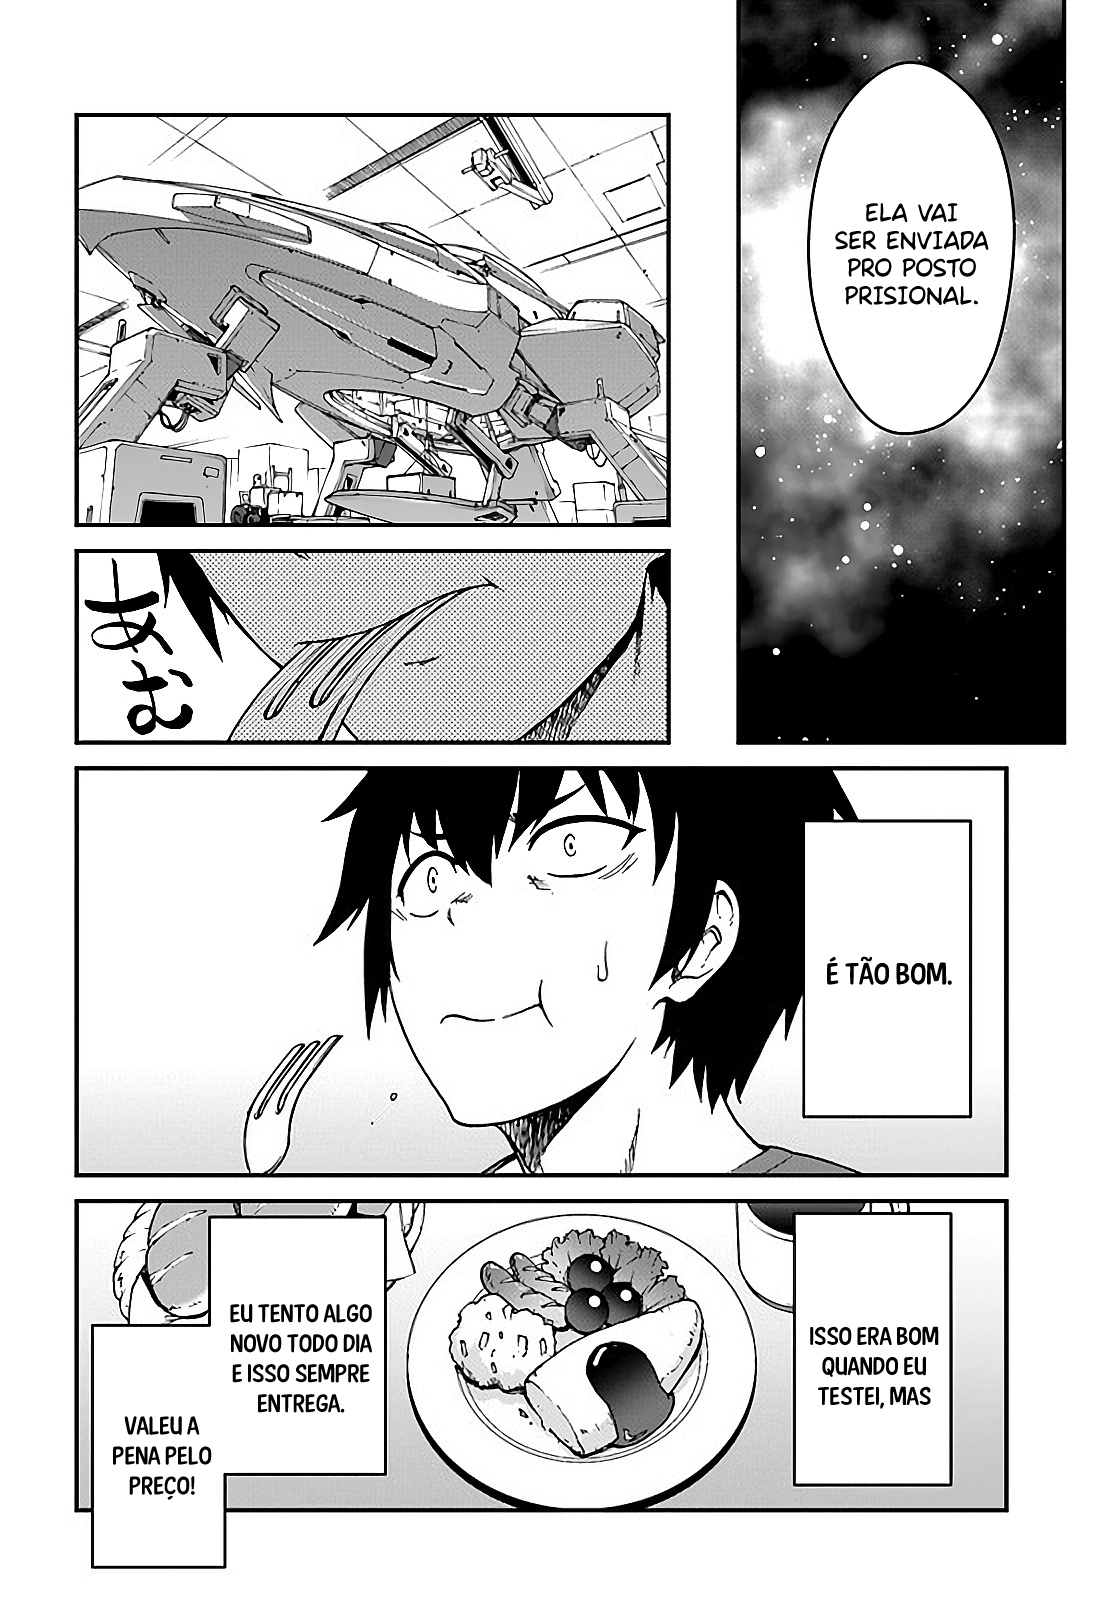 ELA VAI
SER ENVIADA
PRO POSTO
PRISIONAL.
あむ
É TÃO BOM.
ISSO ERA BOM
QUANDO EU
TESTEI, MAS
EU TENTO ALGO
NOVO TODO DIA
E ISSO SEMPRE
ENTREGA.
VALEU A
PENA PELO
PREÇO!